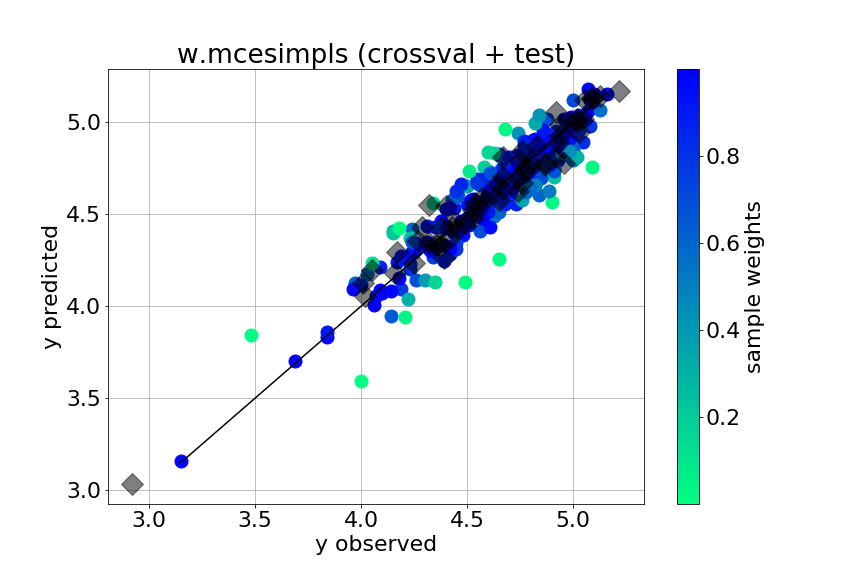 w.mcesimpls (crossval + test)
5.0
4.5
4.0
3.5
3.0
y predicted
3.0 3.5 4.0 4.5 5.0
y observed
0.8
0.6
0.4
0.2
sample weights